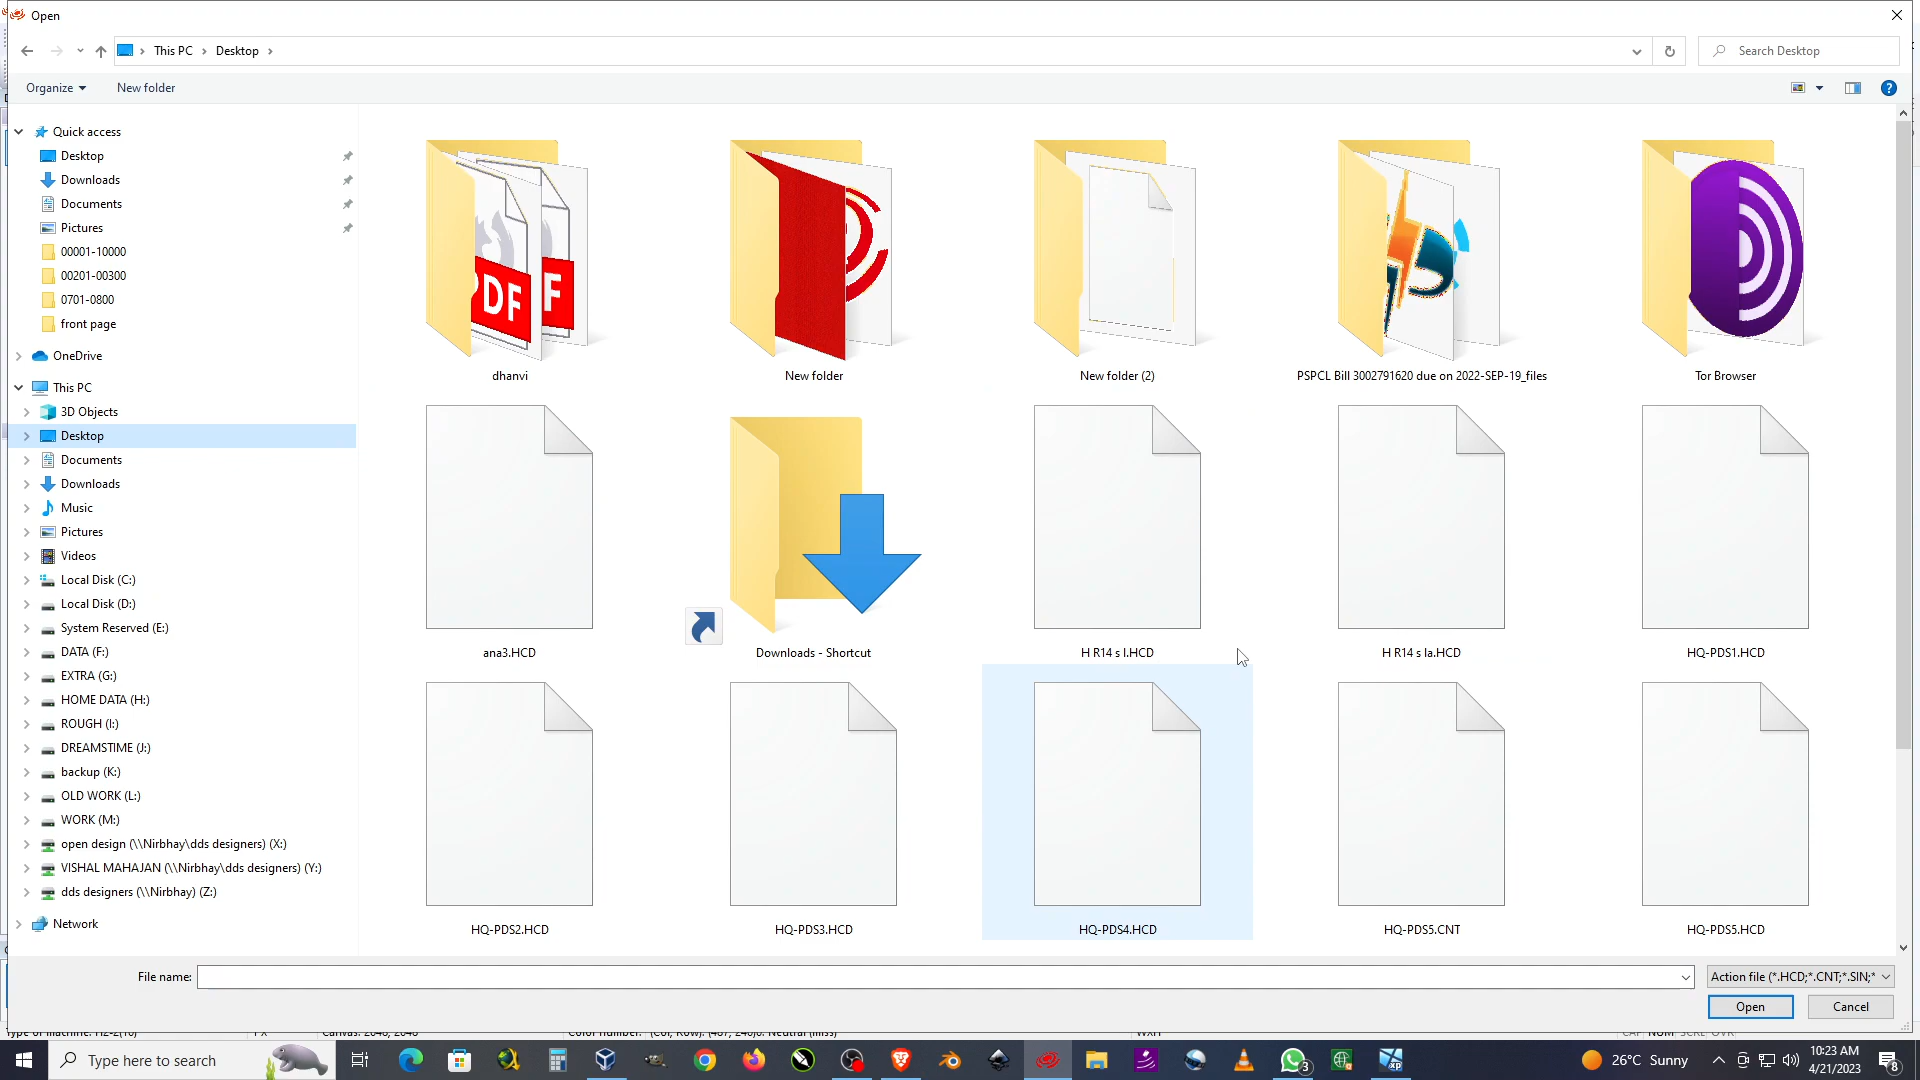 Open
This PC
Desktop
Search Desktop
Organize
New folder
Quick access
Desktop
Downloads
Documents
Pictures
00001-10000
00201-00300
0701-0800
front page
OneDrive
This PC
3D Objects
Desktop
Documents
Downloads
Music
Pictures
Videos
Local Disk (C:)
Local Disk (D:)
System Reserved (E:)
DATA (F:)
EXTRA (G:)
HOME DATA (H:)
ROUGH (I:)
DREAMSTIME (J:)
backup (K:)
OLD WORK (L:)
WORK (M:)
open design (\\Nirbhay\dds designers) (X:)
VISHAL MAHAJAN (\\Nirbhay\dds designers) (Y:)
dds designers (\\Nirbhay) (Z:)
Network
PDF F
dhanvi
New folder
New folder (2)
PSPCL Bill 3002791620 due on 2022-SEP-19_files
Tor Browser
ana3.HCD
Downloads - Shortcut
H R14 s l.HCD
H R14 s la.HCD
HQ-PDS1.HCD
HQ-PDS2.HCD
HQ-PDS3.HCD
HQ-PDS4.HCD
HQ-PDS5.CNT
HQ-PDS5.HCD
File name:
Action file (*.HCD;*.CNT;*.SIN;*
Open
Cancel
Type here to search
3
xp
26°C Sunny
10:23 AM
4/21/2023
8